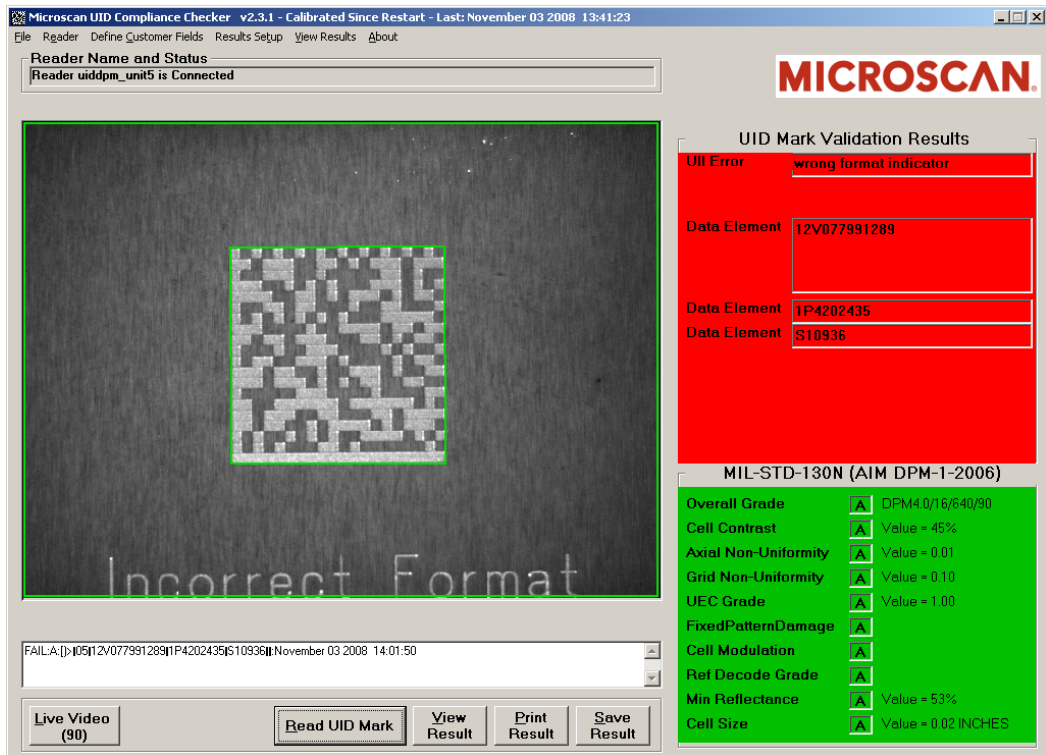 Microscan UID Compliance Checker v2.3.1 - Calibrated Since Restart - Last: November 03 2008 13:41:23
File Reader Define Customer Fields Results Setup View Results About
Reader Name and Status
Reader uiddpm_unit5 is Connected
MICROSCAN.
UID Mark Validation Results
UII Error wrong format indicator
Data Element 12V077991289
Data Element 1P4202435
Data Element S10936
Incorrect Format
MIL-STD-130N (AIM DPM-1-2006)
Overall Grade A DPM4.0/16/640/90
Cell Contrast A Value = 45%
Axial Non-Uniformity A Value = 0.01
Grid Non-Uniformity A Value = 0.10
UEC Grade A Value = 1.00
FixedPatternDamage A
Cell Modulation A
Ref Decode Grade A
Min Reflectance A Value = 53%
Cell Size A Value = 0.02 INCHES
FAIL:A:[)>‖05‖12V077991289‖1P4202435‖S10936‖‖:November 03 2008 14:01:50
Live Video
(90)
Read UID Mark
View
Result
Print
Result
Save
Result